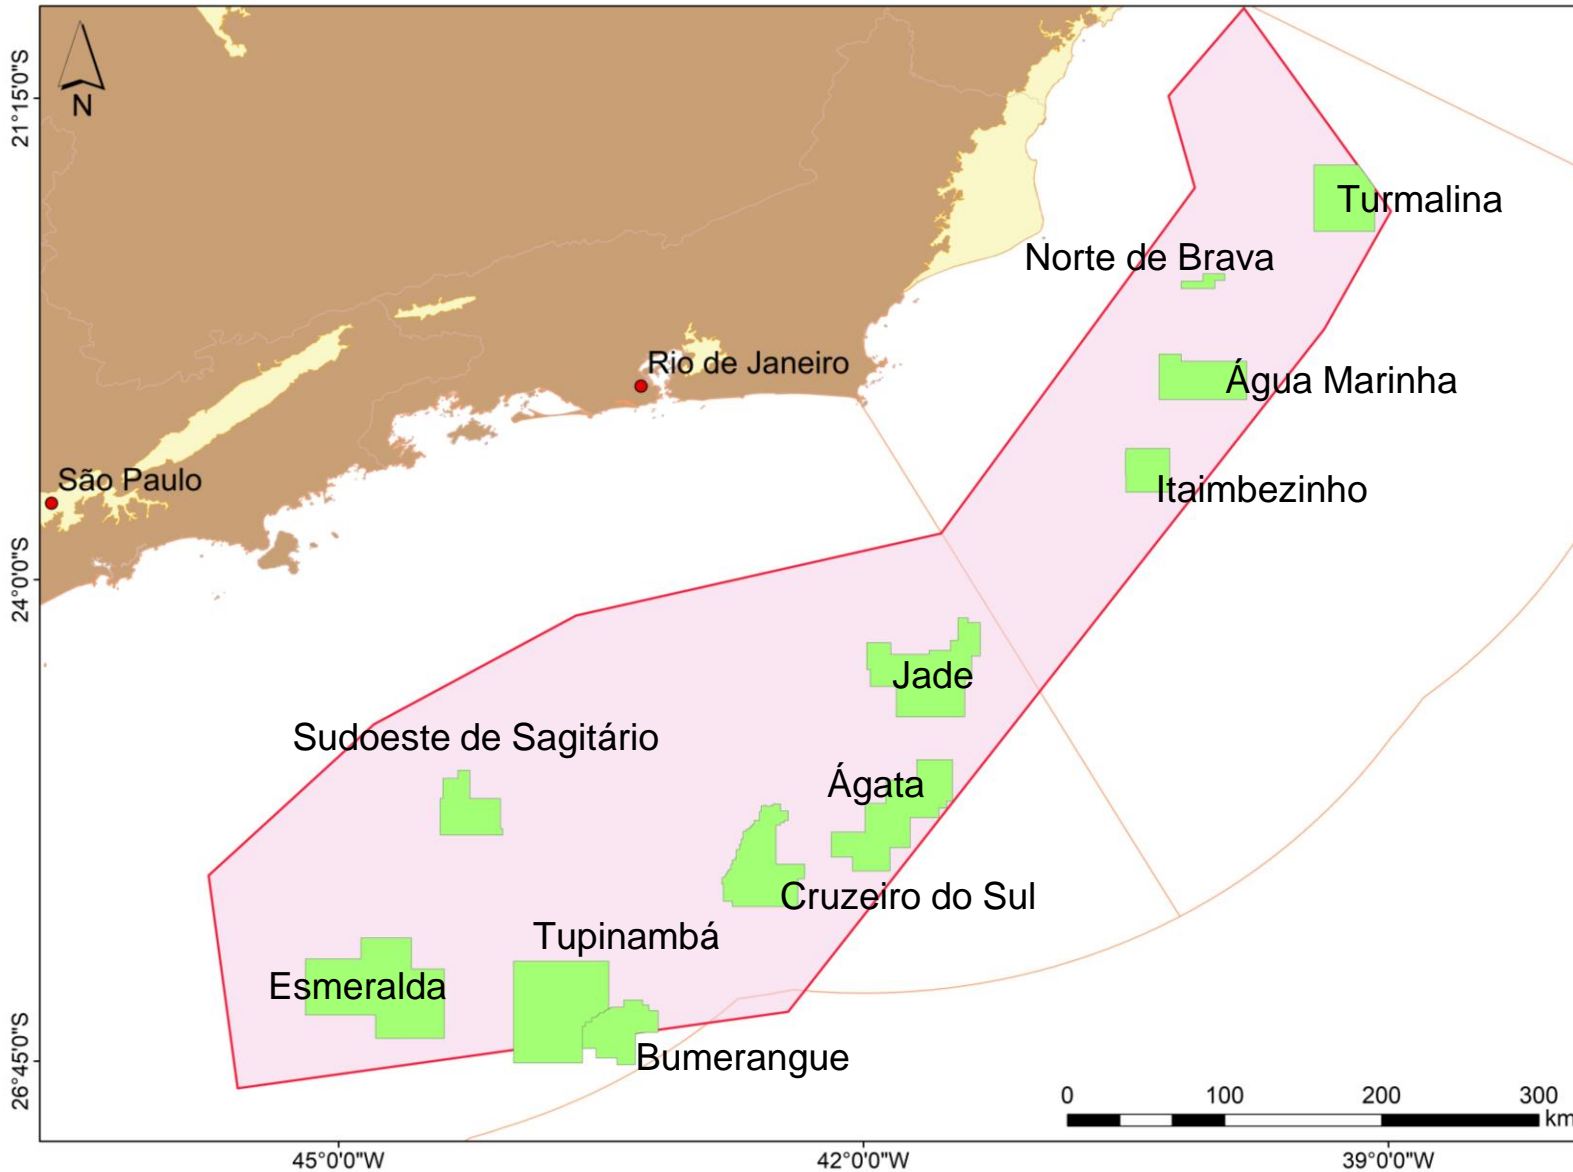 N
21°15'0"S
Turmalina
Norte de Brava
Rio de Janeiro
Água Marinha
São Paulo
Itaimbezinho
24°0'0"S
Jade
Sudoeste de Sagitário
Ágata
Cruzeiro do Sul
Tupinambá
Esmeralda
Bumerangue
26°45'0"S
0 100 200 300
km
45°0'0"W 42°0'0"W 39°0'0"W